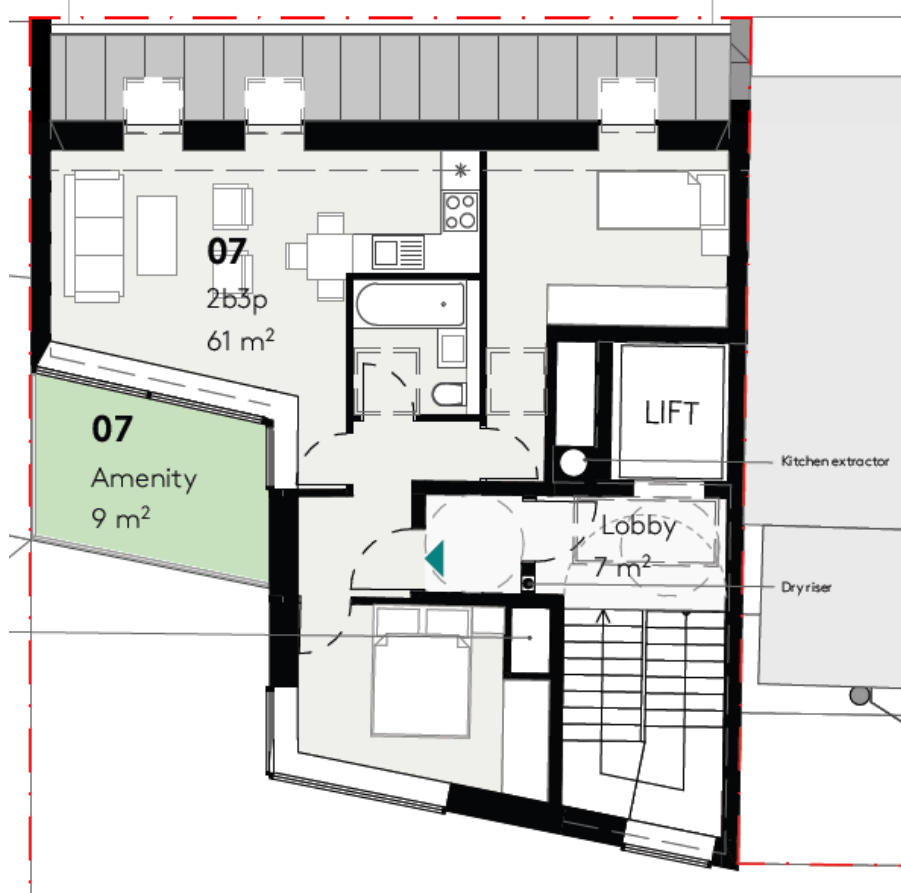 07
2b3p
61 m²
07
Amenity
9 m²
LIFT
Kitchen extractor
Lobby
7 m²
Dry riser